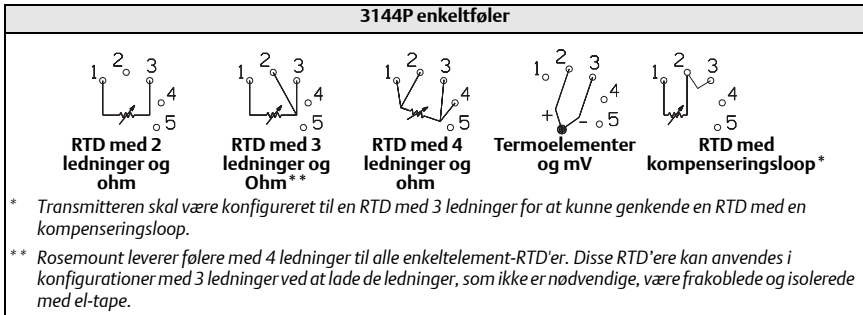 3144P enkeltføler
1 2 3 4 5
1 2 3 4 5
1 2 3 4 5
1 2 3 4 + - 5
1 2 3 4 5
RTD med 2 ledninger og ohm
RTD med 3 ledninger og Ohm**
RTD med 4 ledninger og ohm
Termoelementer og mV
RTD med kompenseringsloop*
* Transmitteren skal være konfigureret til en RTD med 3 ledninger for at kunne genkende en RTD med en
kompenseringsloop.
** Rosemount leverer følere med 4 ledninger til alle enkeltelement-RTD'er. Disse RTD'ere kan anvendes i
konfigurationer med 3 ledninger ved at lade de ledninger, som ikke er nødvendige, være frakoblede og isolerede
med el-tape.